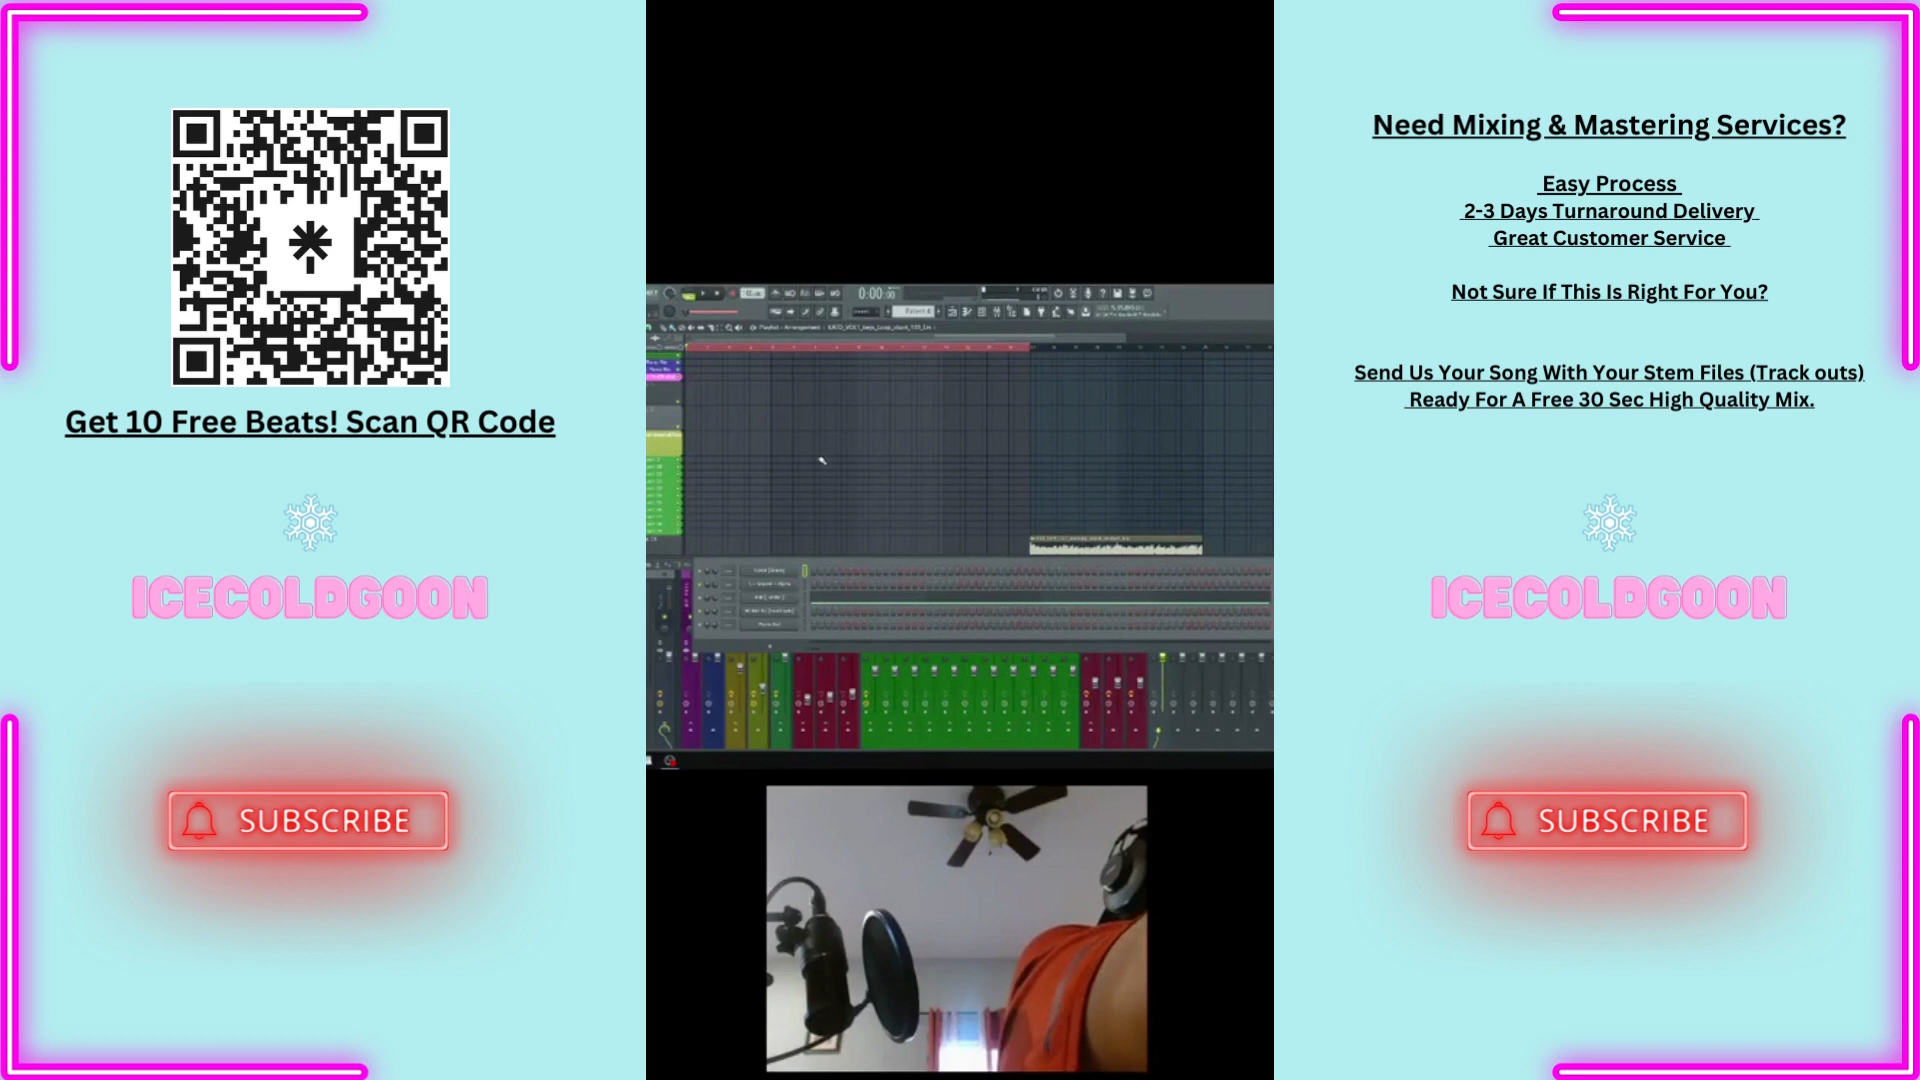 Get 10 Free Beats! Scan QR Code
ICECOLDGOON
SUBSCRIBE
0:00:00
Playlist - Arrangement
Need Mixing & Mastering Services?
Easy Process
2-3 Days Turnaround Delivery
Great Customer Service
Not Sure If This Is Right For You?
Send Us Your Song With Your Stem Files (Track outs)
Ready For A Free 30 Sec High Quality Mix.
ICECOLDGOON
SUBSCRIBE